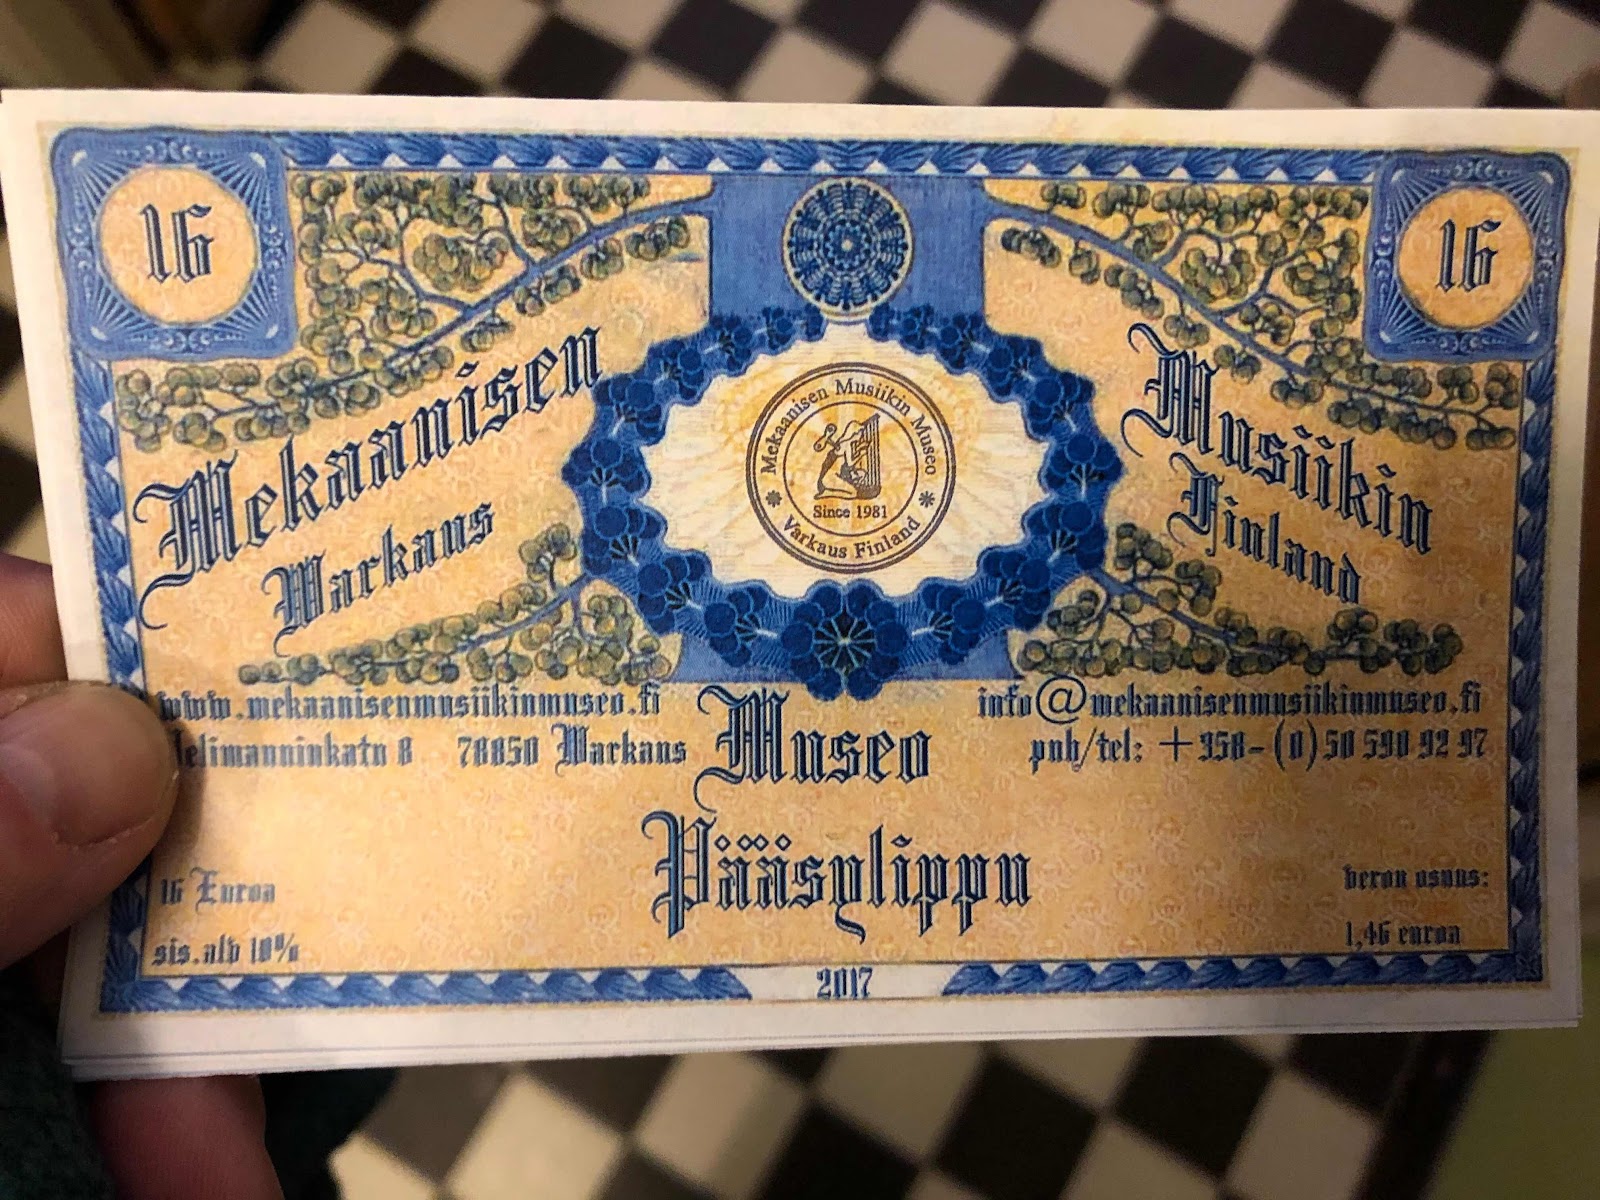 16
16
Mekaanisen
Musiikin
Varkaus
Finland
Mekaanisen Musiikin Museo
Since 1981
Varkaus Finland
www.mekaanisenmusiikinmuseo.fi
info@mekaanisenmusiikinmuseo.fi
Museo
78850 Varkaus
puh/tel: +358-(0)50 590 92 97
Pääsylippu
16 Euroa
veron osuus:
sis.alv 10%
1,46 euroa
2017